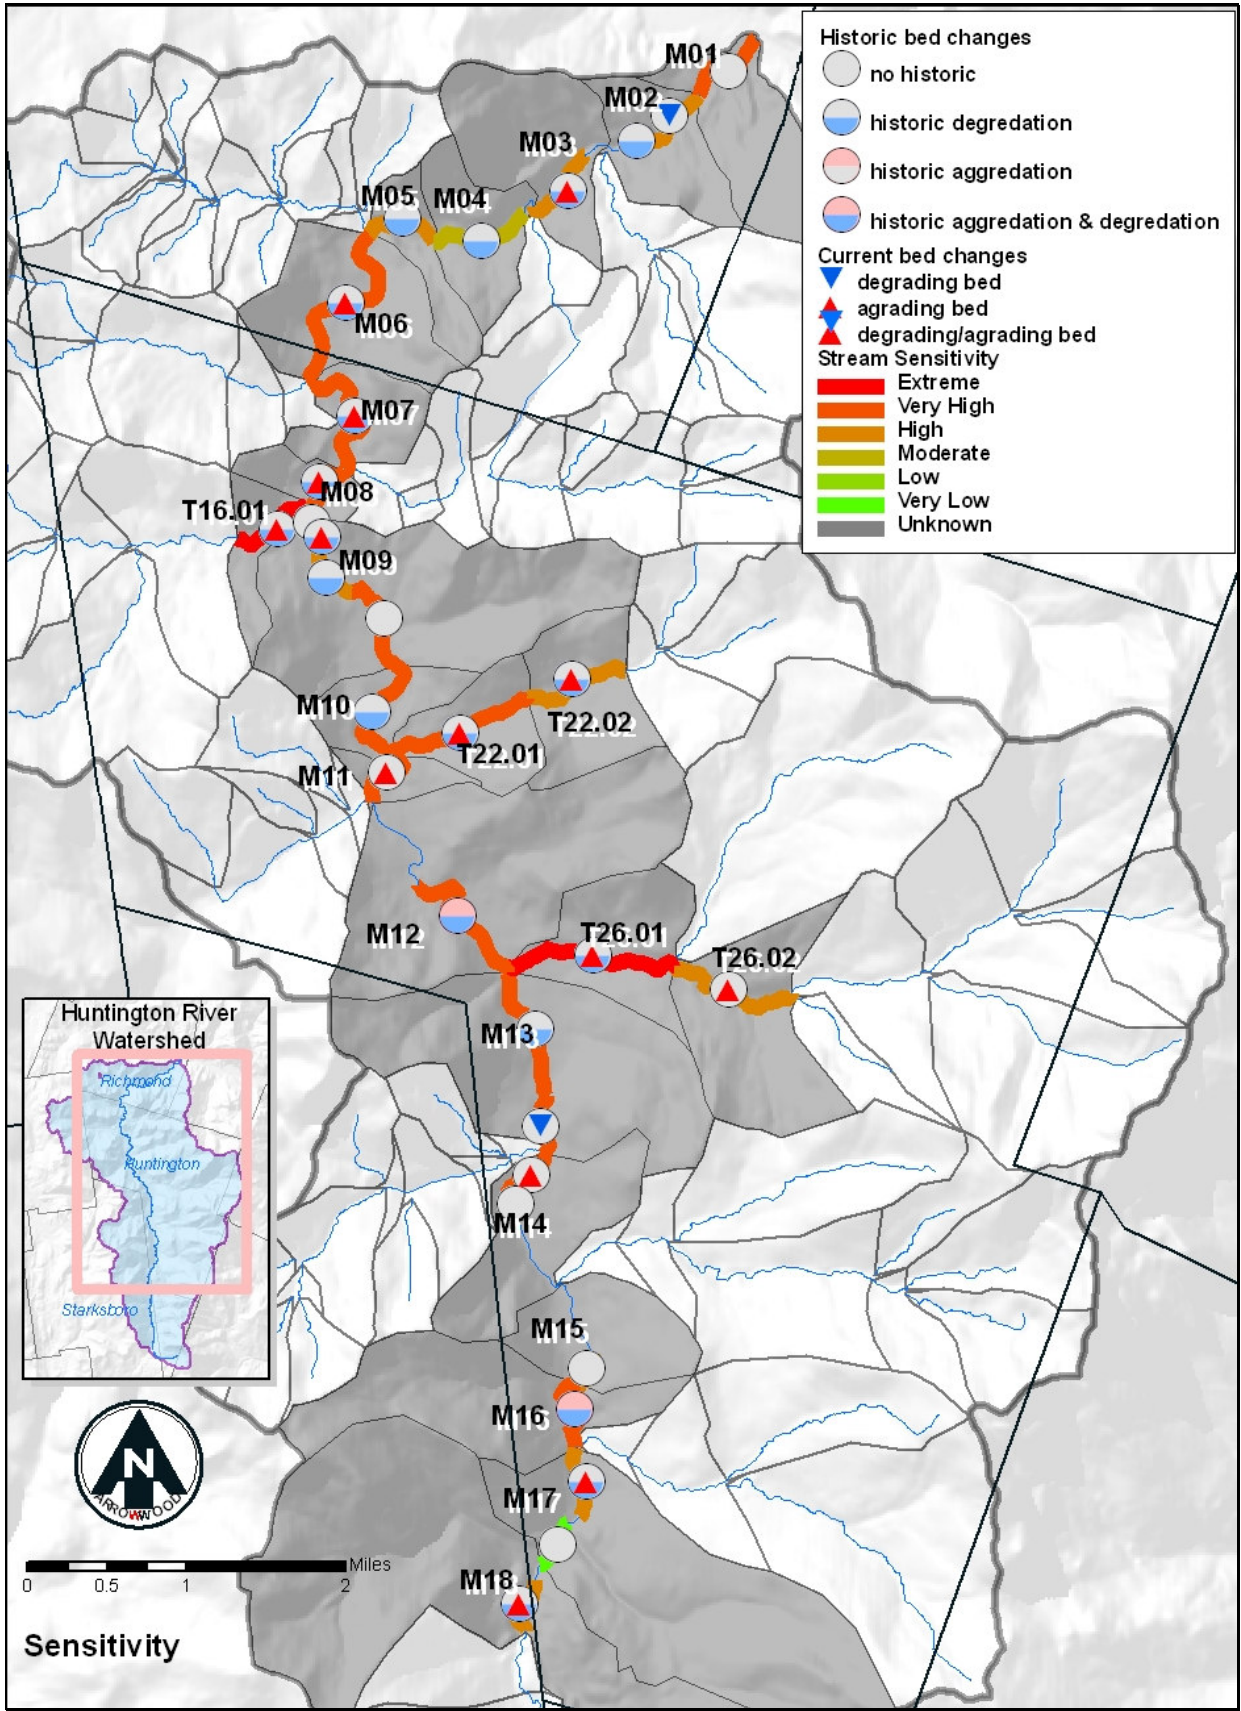 Historic bed changes
no historic
historic degredation
historic aggredation
historic aggredation & degredation
Current bed changes
degrading bed
agrading bed
degrading/agrading bed
Stream Sensitivity
Extreme
Very High
High
Moderate
Low
Very Low
Unknown
M01
M02
M03
M05
M04
M06
M07
M08
T16.01
M09
M10
T22.02
T22.01
M11
M12
T26.01
T26.02
M13
M14
M15
M16
M17
M18
Huntington River
Watershed
Richmond
Huntington
Starksboro
N
ARROWWOOD
Miles
0 0.5 1 2
Sensitivity